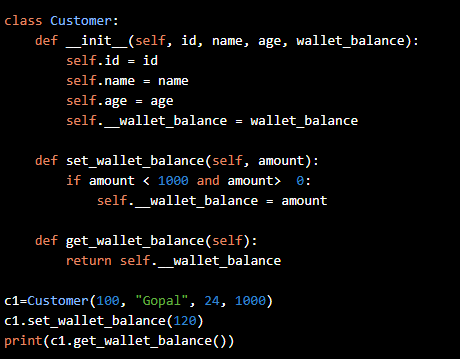 class Customer:
    def __init__(self, id, name, age, wallet_balance):
        self.id = id
        self.name = name
        self.age = age
        self.__wallet_balance = wallet_balance

    def set_wallet_balance(self, amount):
        if amount < 1000 and amount>  0:
            self.__wallet_balance = amount

    def get_wallet_balance(self):
        return self.__wallet_balance

c1=Customer(100, "Gopal", 24, 1000)
c1.set_wallet_balance(120)
print(c1.get_wallet_balance())